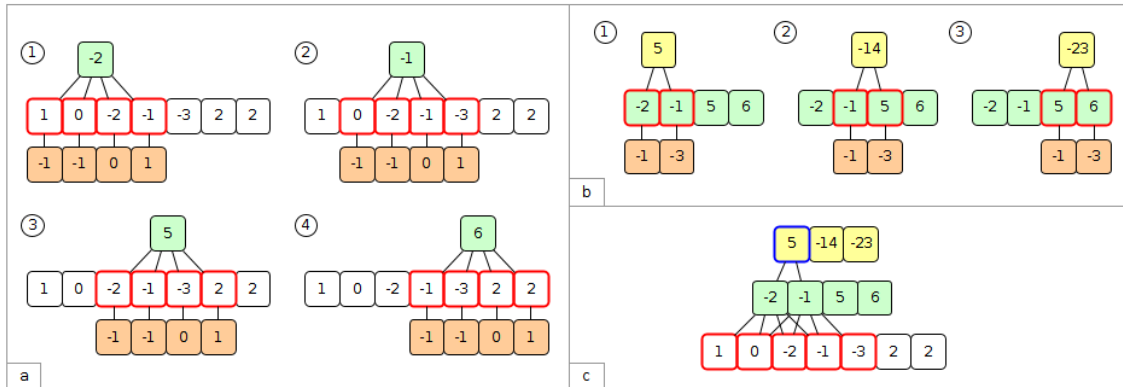 1 2
-2 -1
1 0 -2 -1 -3 2 2 1 0 -2 -1 -3 2 2
-1 -1 0 1 -1 -1 0 1
3 4
5 6
1 0 -2 -1 -3 2 2 1 0 -2 -1 -3 2 2
-1 -1 0 1 -1 -1 0 1
a
1 2 3
5 -14 -23
-2 -1 5 6 -2 -1 5 6 -2 -1 5 6
-1 -3 -1 -3 -1 -3
b
5 -14 -23
-2 -1 5 6
1 0 -2 -1 -3 2 2
c